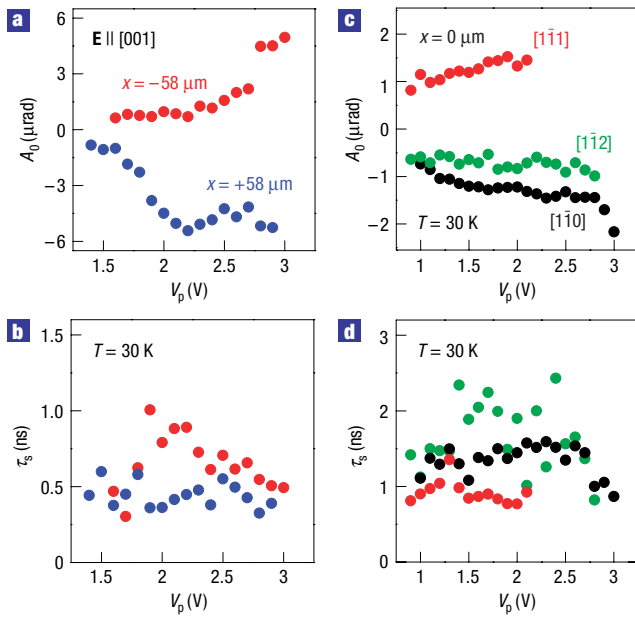 a
E || [001]
x = −58 μm
x = +58 μm
A₀ (μrad)
6
3
0
−3
−6
1.5
2
2.5
3
Vₚ (V)
c
x = 0 μm
[11̄1]
[11̄2]
[11̄0]
T = 30 K
A₀ (μrad)
2
1
0
−1
−2
1
1.5
2
2.5
3
Vₚ (V)
b
T = 30 K
τₛ (ns)
1.5
1.0
0.5
0
1.5
2
2.5
3
Vₚ (V)
d
T = 30 K
τₛ (ns)
3
2
1
0
1
1.5
2
2.5
3
Vₚ (V)